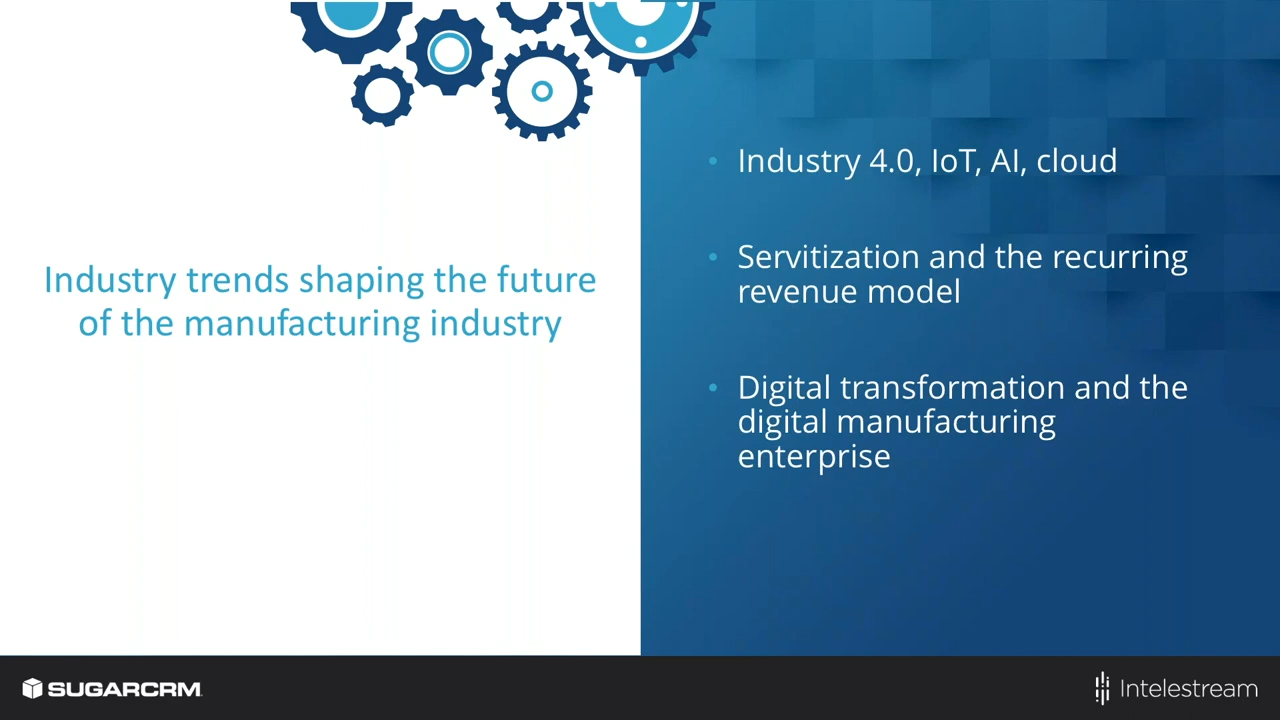 Industry trends shaping the future
of the manufacturing industry
• Industry 4.0, IoT, AI, cloud
• Servitization and the recurring
revenue model
• Digital transformation and the
digital manufacturing
enterprise
SUGARCRM
Intelestream